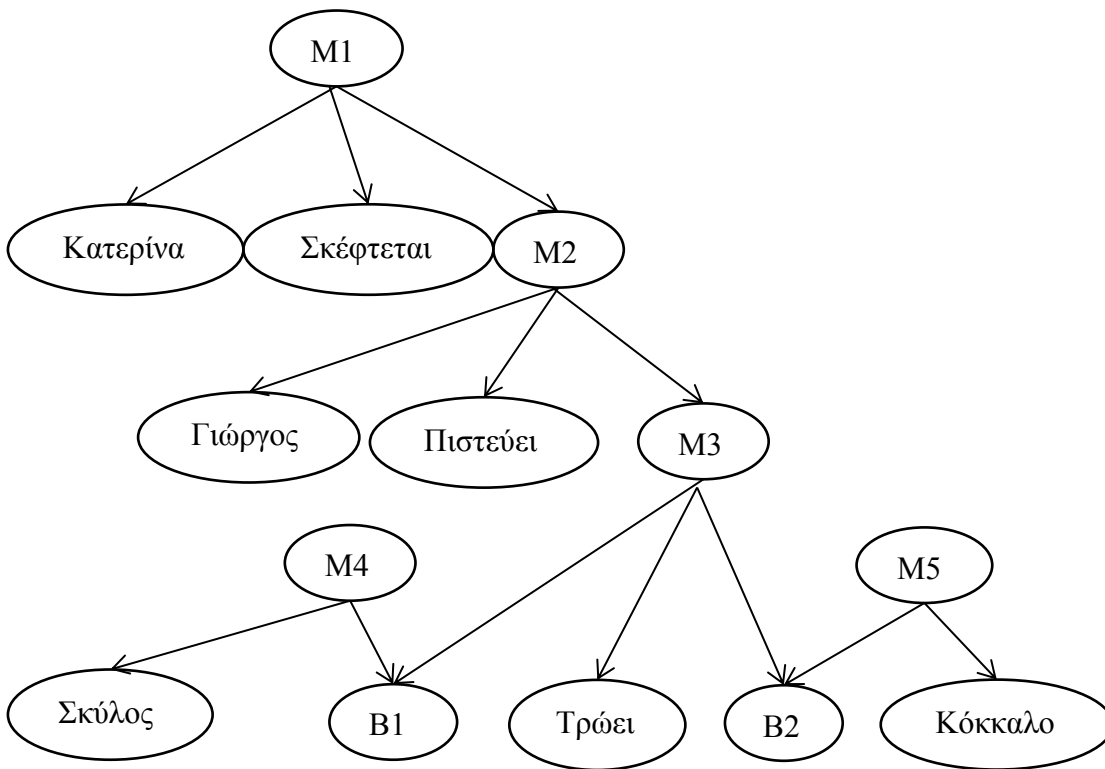 M1
Κατερίνα
Σκέφτεται
M2
Γιώργος
Πιστεύει
M3
M4
M5
Σκύλος
B1
Τρώει
B2
Κόκκαλο